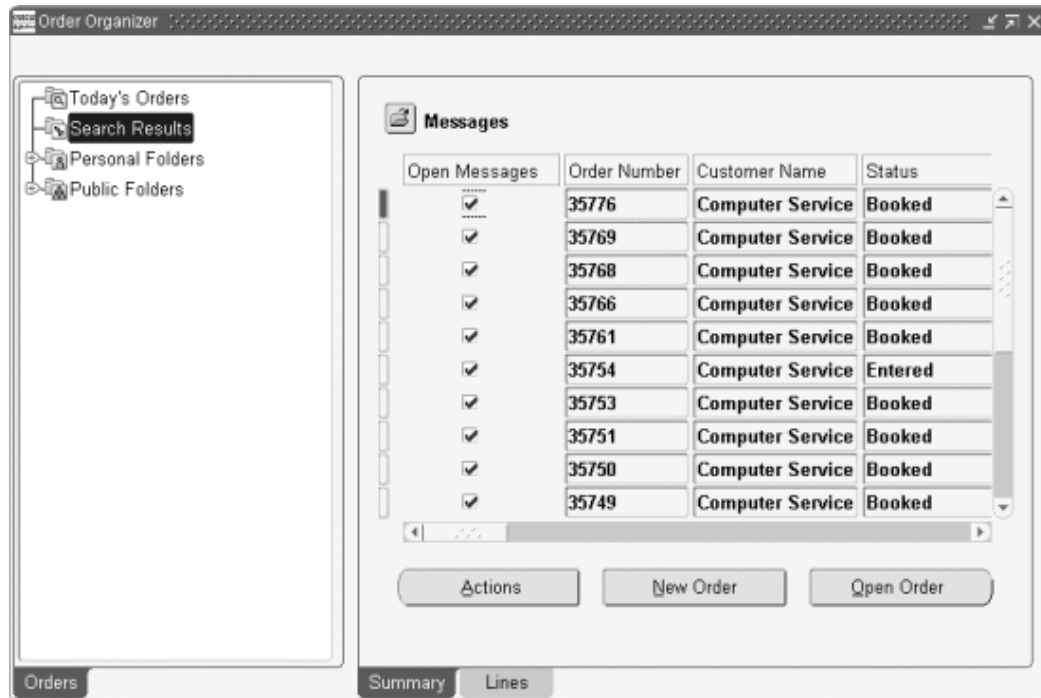 Order Organizer
Today's Orders
Search Results
Personal Folders
Public Folders
Messages
Open Messages Order Number Customer Name Status
35776 Computer Service Booked
35769 Computer Service Booked
35768 Computer Service Booked
35766 Computer Service Booked
35761 Computer Service Booked
35754 Computer Service Entered
35753 Computer Service Booked
35751 Computer Service Booked
35750 Computer Service Booked
35749 Computer Service Booked
Actions New Order Open Order
Orders
Summary Lines